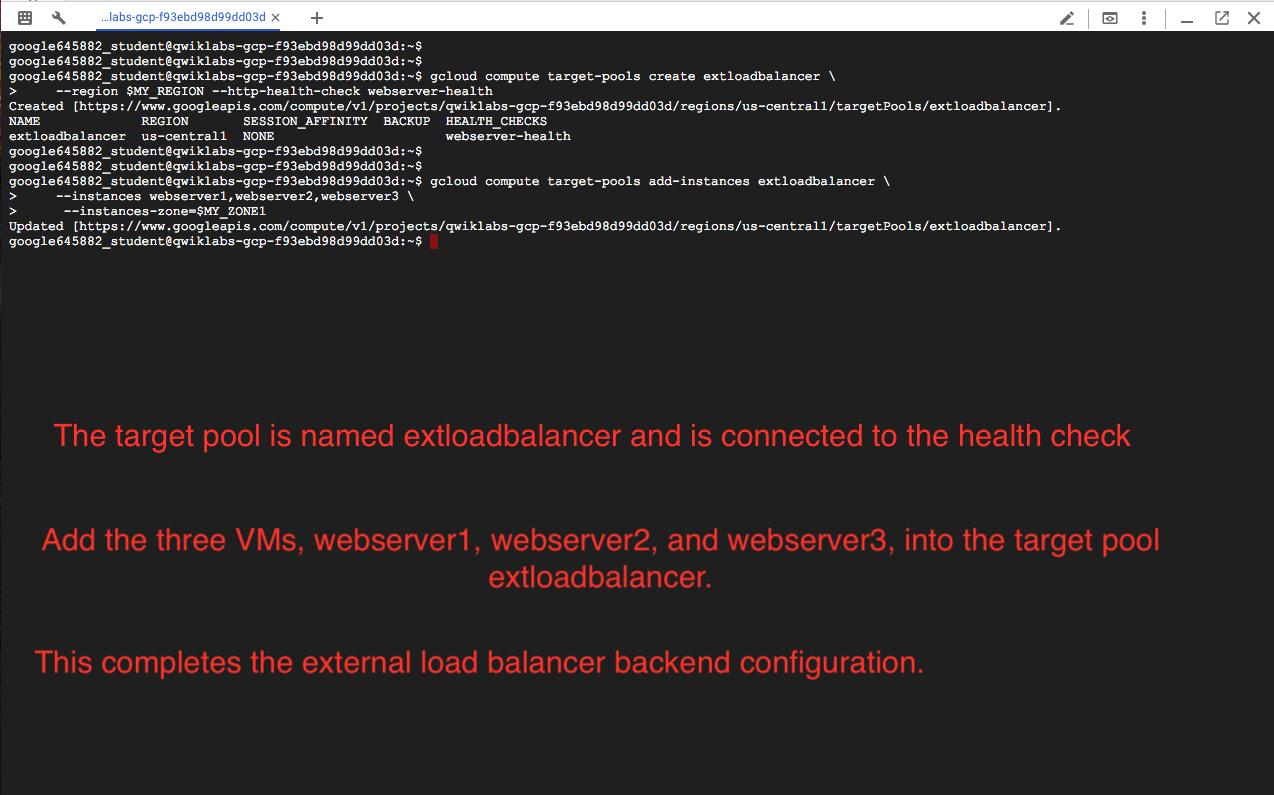 ...labs-gcp-f93ebd98d99dd03d
google645882_student@qwiklabs-gcp-f93ebd98d99dd03d:~$
google645882_student@qwiklabs-gcp-f93ebd98d99dd03d:~$
google645882_student@qwiklabs-gcp-f93ebd98d99dd03d:~$ gcloud compute target-pools create extloadbalancer \
>     --region $MY_REGION --http-health-check webserver-health
Created [https://www.googleapis.com/compute/v1/projects/qwiklabs-gcp-f93ebd98d99dd03d/regions/us-central1/targetPools/extloadbalancer].
NAME             REGION       SESSION_AFFINITY  BACKUP  HEALTH_CHECKS
extloadbalancer  us-central1  NONE                      webserver-health
google645882_student@qwiklabs-gcp-f93ebd98d99dd03d:~$
google645882_student@qwiklabs-gcp-f93ebd98d99dd03d:~$
google645882_student@qwiklabs-gcp-f93ebd98d99dd03d:~$ gcloud compute target-pools add-instances extloadbalancer \
>     --instances webserver1,webserver2,webserver3 \
>      --instances-zone=$MY_ZONE1
Updated [https://www.googleapis.com/compute/v1/projects/qwiklabs-gcp-f93ebd98d99dd03d/regions/us-central1/targetPools/extloadbalancer].
google645882_student@qwiklabs-gcp-f93ebd98d99dd03d:~$
The target pool is named extloadbalancer and is connected to the health check
Add the three VMs, webserver1, webserver2, and webserver3, into the target pool
extloadbalancer.
This completes the external load balancer backend configuration.